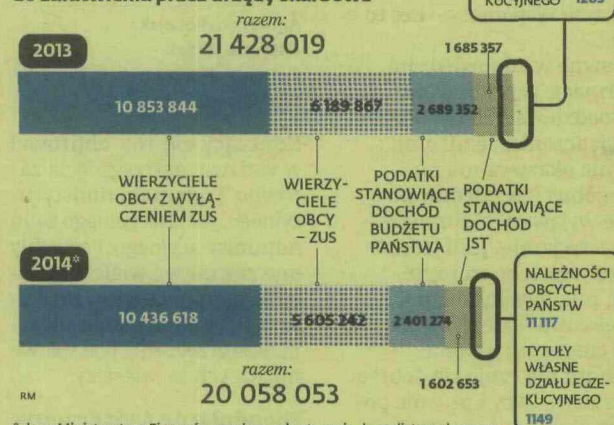 KUCYJNEGO
razem:
2013
21 428 019
1 685 357
10 853 844
6 189 867
2 689 352
WIERZYCIELE
OBCY Z WYŁĄ-
CZENIEM ZUS
WIERZY-
CIELE
OBCY
– ZUS
PODATKI
STANOWIĄCE
DOCHÓD
BUDŻETU
PAŃSTWA
PODATKI
STANOWIĄCE
DOCHÓD
JST
2014*
10 436 618
5 605 242
2 401 274
1 602 653
razem:
20 058 053
NALEŻNOŚCI
OBCYCH
PAŃSTW
11 117
TYTUŁY
WŁASNE
DZIAŁU EGZE-
KUCYJNEGO
1149
RM